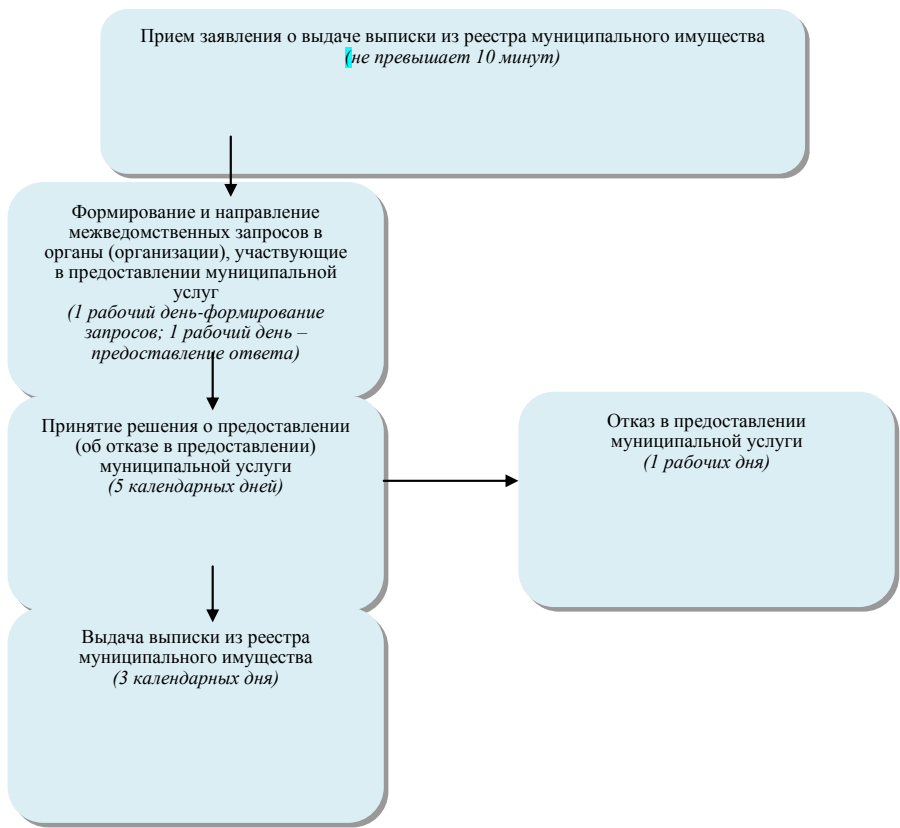 Прием заявления о выдаче выписки из реестра муниципального имущества
(не превышает 10 минут)
Формирование и направление
межведомственных запросов в
органы (организации), участвующие
в предоставлении муниципальной
услуг
(1 рабочий день-формирование
запросов; 1 рабочий день –
предоставление ответа)
Принятие решения о предоставлении
(об отказе в предоставлении)
муниципальной услуги
(5 календарных дней)
Отказ в предоставлении
муниципальной услуги
(1 рабочих дня)
Выдача выписки из реестра
муниципального имущества
(3 календарных дня)